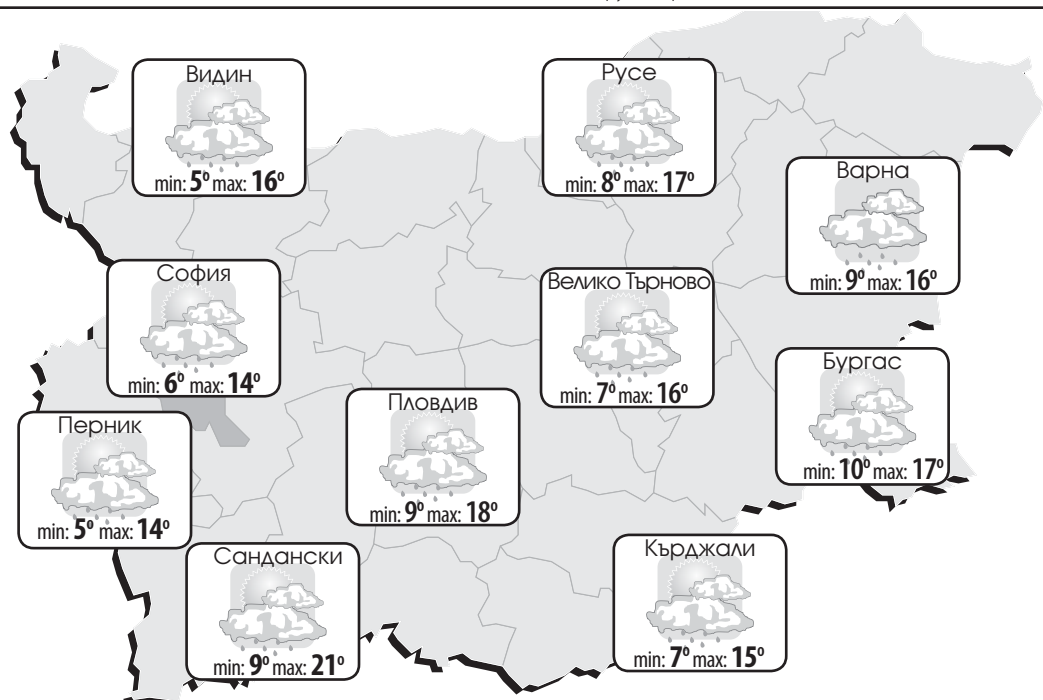 Видин
min: 5° max: 16°
Русе
min: 8° max: 17°
Варна
min: 9° max: 16°
София
min: 6° max: 14°
Велико Търново
min: 7° max: 16°
Бургас
min: 10° max: 17°
Пловдив
min: 9° max: 18°
Перник
min: 5° max: 14°
Сандански
min: 9° max: 21°
Кърджали
min: 7° max: 15°